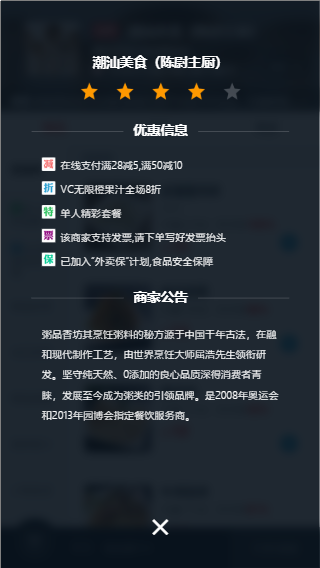 潮汕美食（陈尉主厨）
优惠信息
减 在线支付满28减5,满50减10
折 VC无限橙果汁全场8折
特 单人精彩套餐
票 该商家支持发票,请下单写好发票抬头
保 已加入“外卖保”计划,食品安全保障
商家公告
粥品香坊其烹饪粥料的秘方源于中国千年古法，在融
和现代制作工艺，由世界烹饪大师屈浩先生领衔研
发。坚守纯天然、0添加的良心品质深得消费者青
睐，发展至今成为粥类的引领品牌。是2008年奥运会
和2013年园博会指定餐饮服务商。